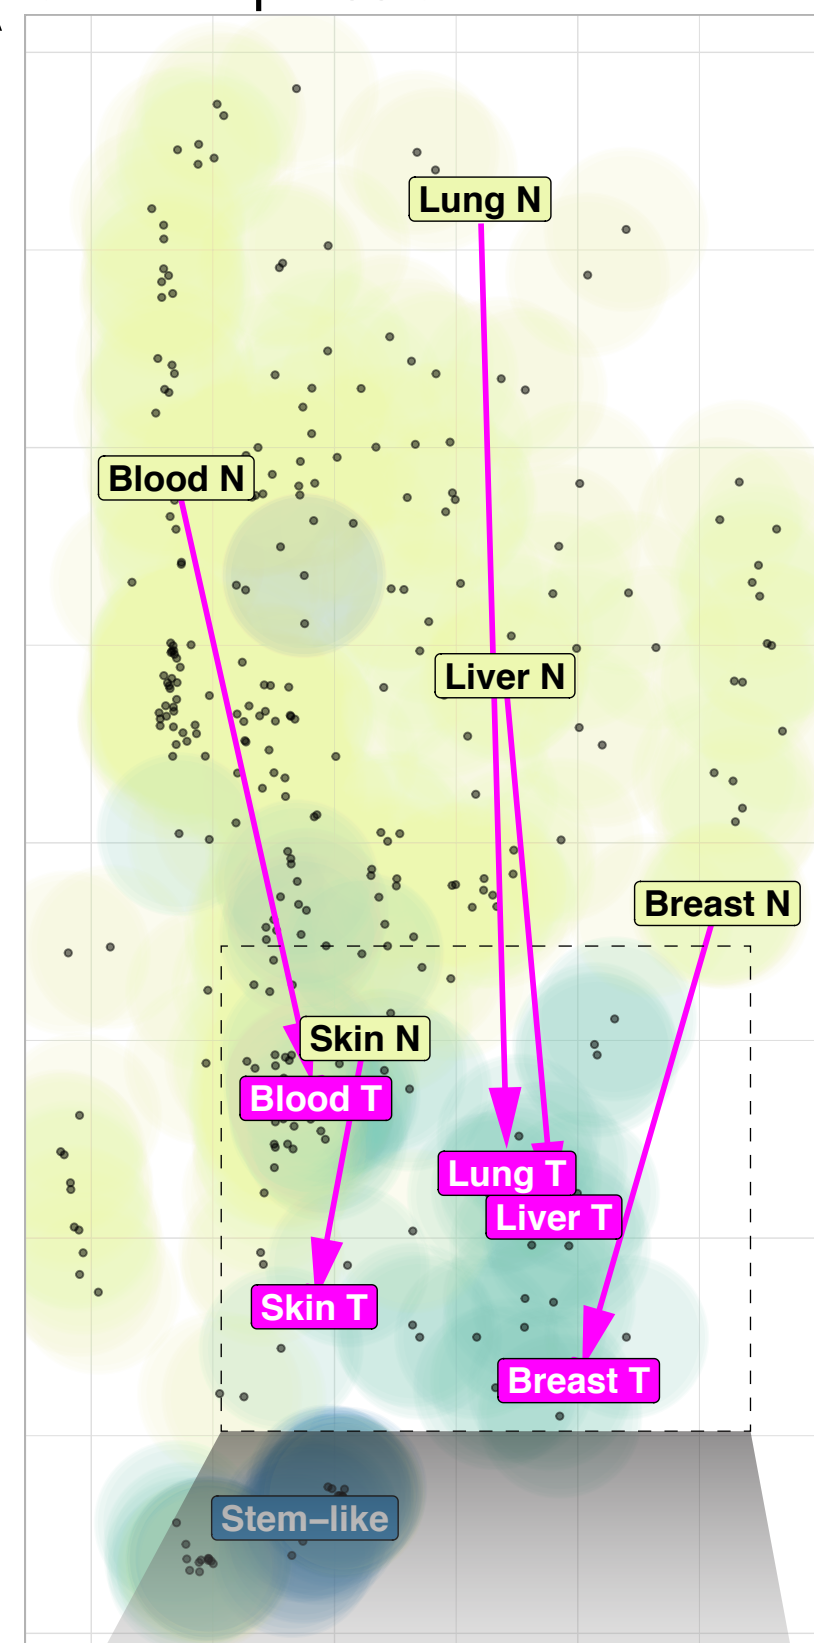 Lung N
Blood N
Liver N
Breast N
Skin N
Blood T
Lung T
Liver T
Skin T
Breast T
Stem–like